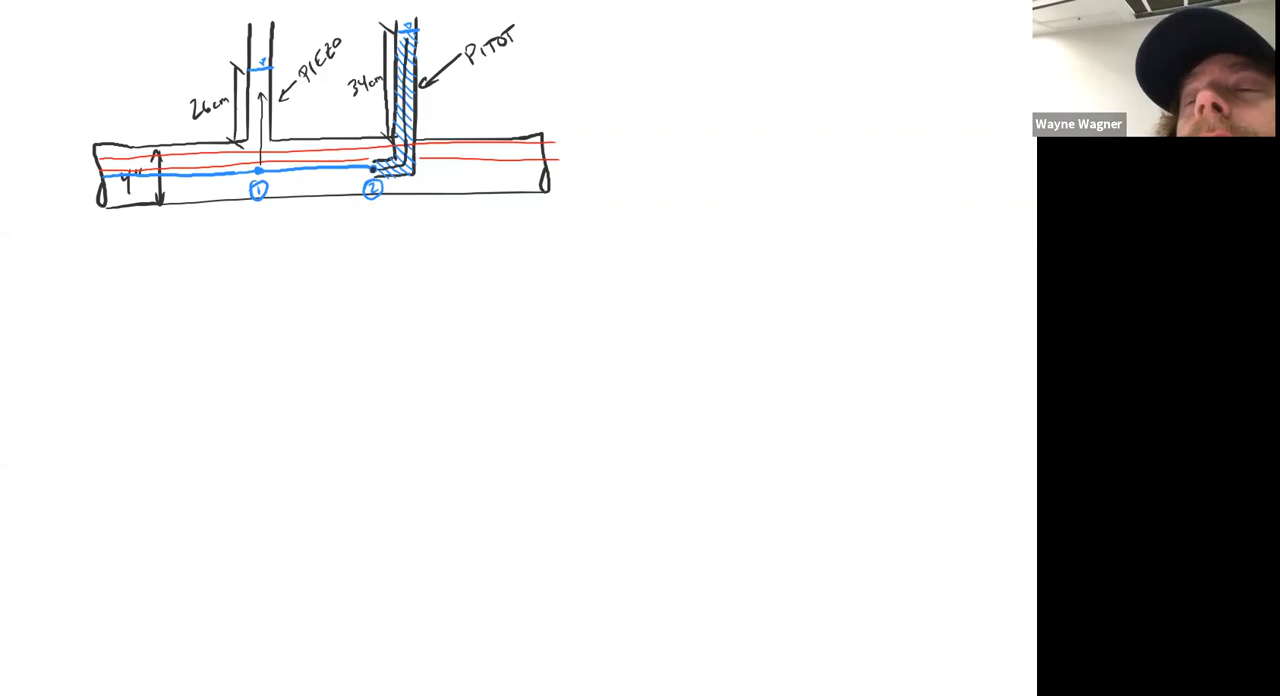 PIEZO
PITOT
26cm
34cm
4"
①
②
Wayne Wagner